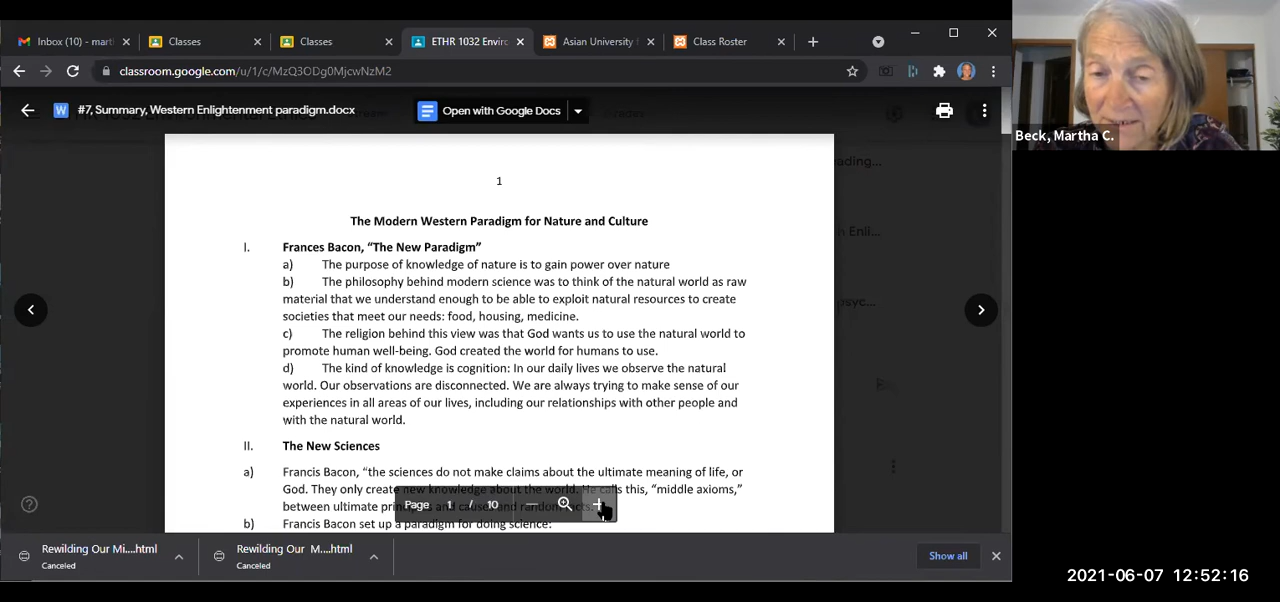 Inbox (10) - mart
Classes
Classes
ETHR 1032 Enviro
Asian University f
Class Roster
classroom.google.com/u/1/c/MzQ3ODg0MjcwNzM2
#7, Summary, Western Enlightenment paradigm.docx
Open with Google Docs
Beck, Martha C.
1
The Modern Western Paradigm for Nature and Culture
I. Frances Bacon, “The New Paradigm”
a) The purpose of knowledge of nature is to gain power over nature
b) The philosophy behind modern science was to think of the natural world as raw
material that we understand enough to be able to exploit natural resources to create
societies that meet our needs: food, housing, medicine.
c) The religion behind this view was that God wants us to use the natural world to
promote human well-being. God created the world for humans to use.
d) The kind of knowledge is cognition: In our daily lives we observe the natural
world. Our observations are disconnected. We are always trying to make sense of our
experiences in all areas of our lives, including our relationships with other people and
with the natural world.
II. The New Sciences
a) Francis Bacon, “the sciences do not make claims about the ultimate meaning of life, or
God. They only create new knowledge about the world. He calls this, “middle axioms,”
between ultimate and causes and random
b) Francis Bacon set up a paradigm for doing science:
Page 1 / 10
ading...
n Enli...
psyc...
Rewilding Our Mi....html
Canceled
Rewilding Our M....html
Canceled
Show all
2021-06-07 12:52:16